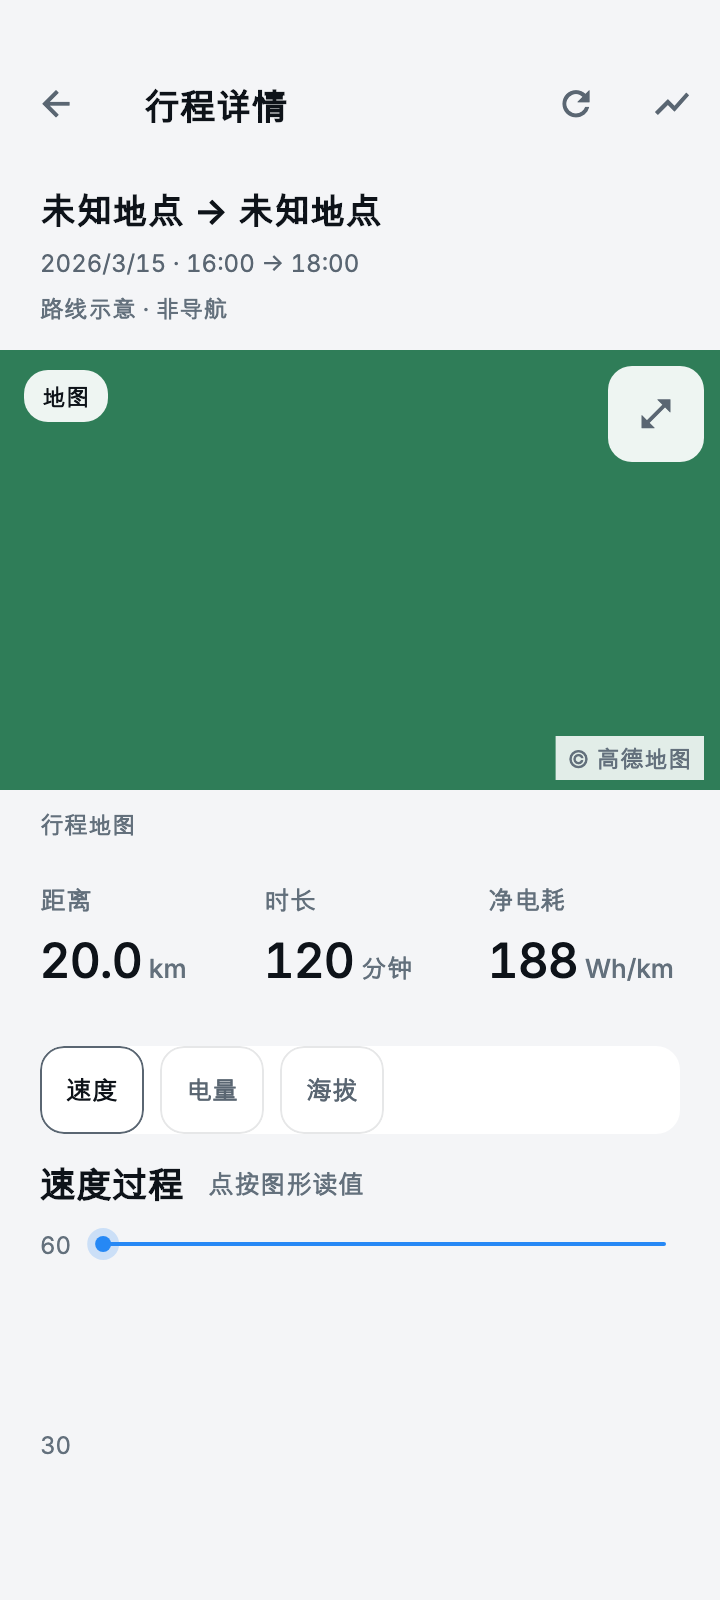 行程详情
未知地点 → 未知地点
2026/3/15 · 16:00 → 18:00
路线示意 · 非导航
地图
© 高德地图
行程地图
距离 时长 净电耗
20.0 km 120 分钟 188 Wh/km
速度 电量 海拔
速度过程 点按图形读值
60
30